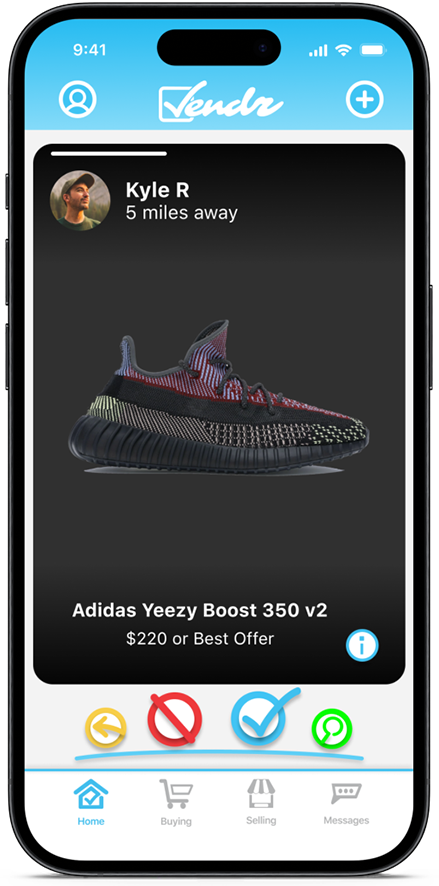 9:41
Vendr
Kyle R
5 miles away
Adidas Yeezy Boost 350 v2
$220 or Best Offer
i
Home
Buying
Selling
Messages